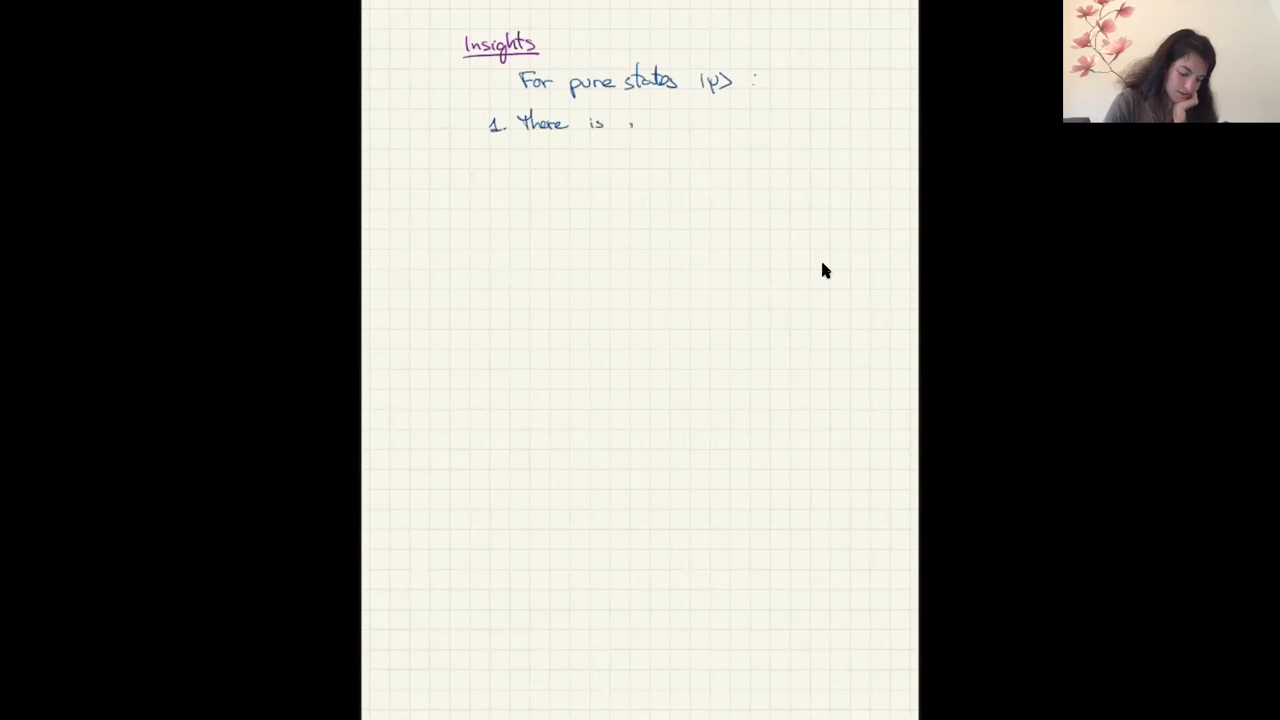 Insights
For pure states |ψ> :
1. There is